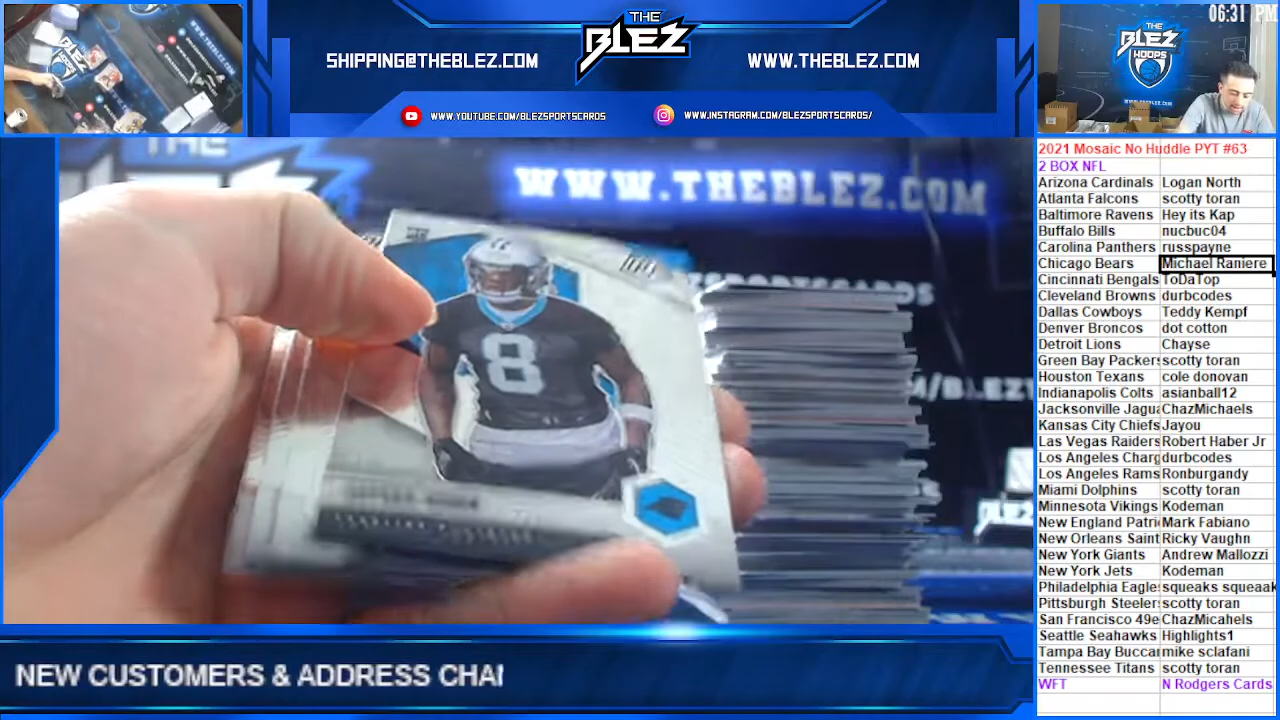 06:31 PM
THE
BLEZ
SHIPPING@THEBLEZ.COM
WWW.THEBLEZ.COM
WWW.YOUTUBE.COM/BLEZSPORTSCARDS
WWW.INSTAGRAM.COM/BLEZSPORTSCARDS/
THE
BLEZ
HOOPS
THE
WWW.THEBLEZ.COM
8
2021 Mosaic No Huddle PYT #63
2 BOX NFL
Arizona Cardinals Logan North
Atlanta Falcons scotty toran
Baltimore Ravens Hey its Kap
Buffalo Bills nucbuc04
Carolina Panthers russpayne
Chicago Bears Michael Raniere
Cincinnati Bengals ToDaTop
Cleveland Browns durbcodes
Dallas Cowboys Teddy Kempf
Denver Broncos dot cotton
Detroit Lions Chayse
Green Bay Packers scotty toran
Houston Texans cole donovan
Indianapolis Colts asianball12
Jacksonville Jagua ChazMichaels
Kansas City Chiefs Jayou
Las Vegas Raiders Robert Haber Jr
Los Angeles Charg durbcodes
Los Angeles Rams Ronburgandy
Miami Dolphins scotty toran
Minnesota Vikings Kodeman
New England Patri Mark Fabiano
New Orleans Saint Ricky Vaughn
New York Giants Andrew Mallozzi
New York Jets Kodeman
Philadelphia Eagle squeaks squeaak
Pittsburgh Steeler scotty toran
San Francisco 49e ChazMicahels
Seattle Seahawks Highlights1
Tampa Bay Buccar mike sclafani
Tennessee Titans scotty toran
WFT N Rodgers Cards
NEW CUSTOMERS & ADDRESS CHA